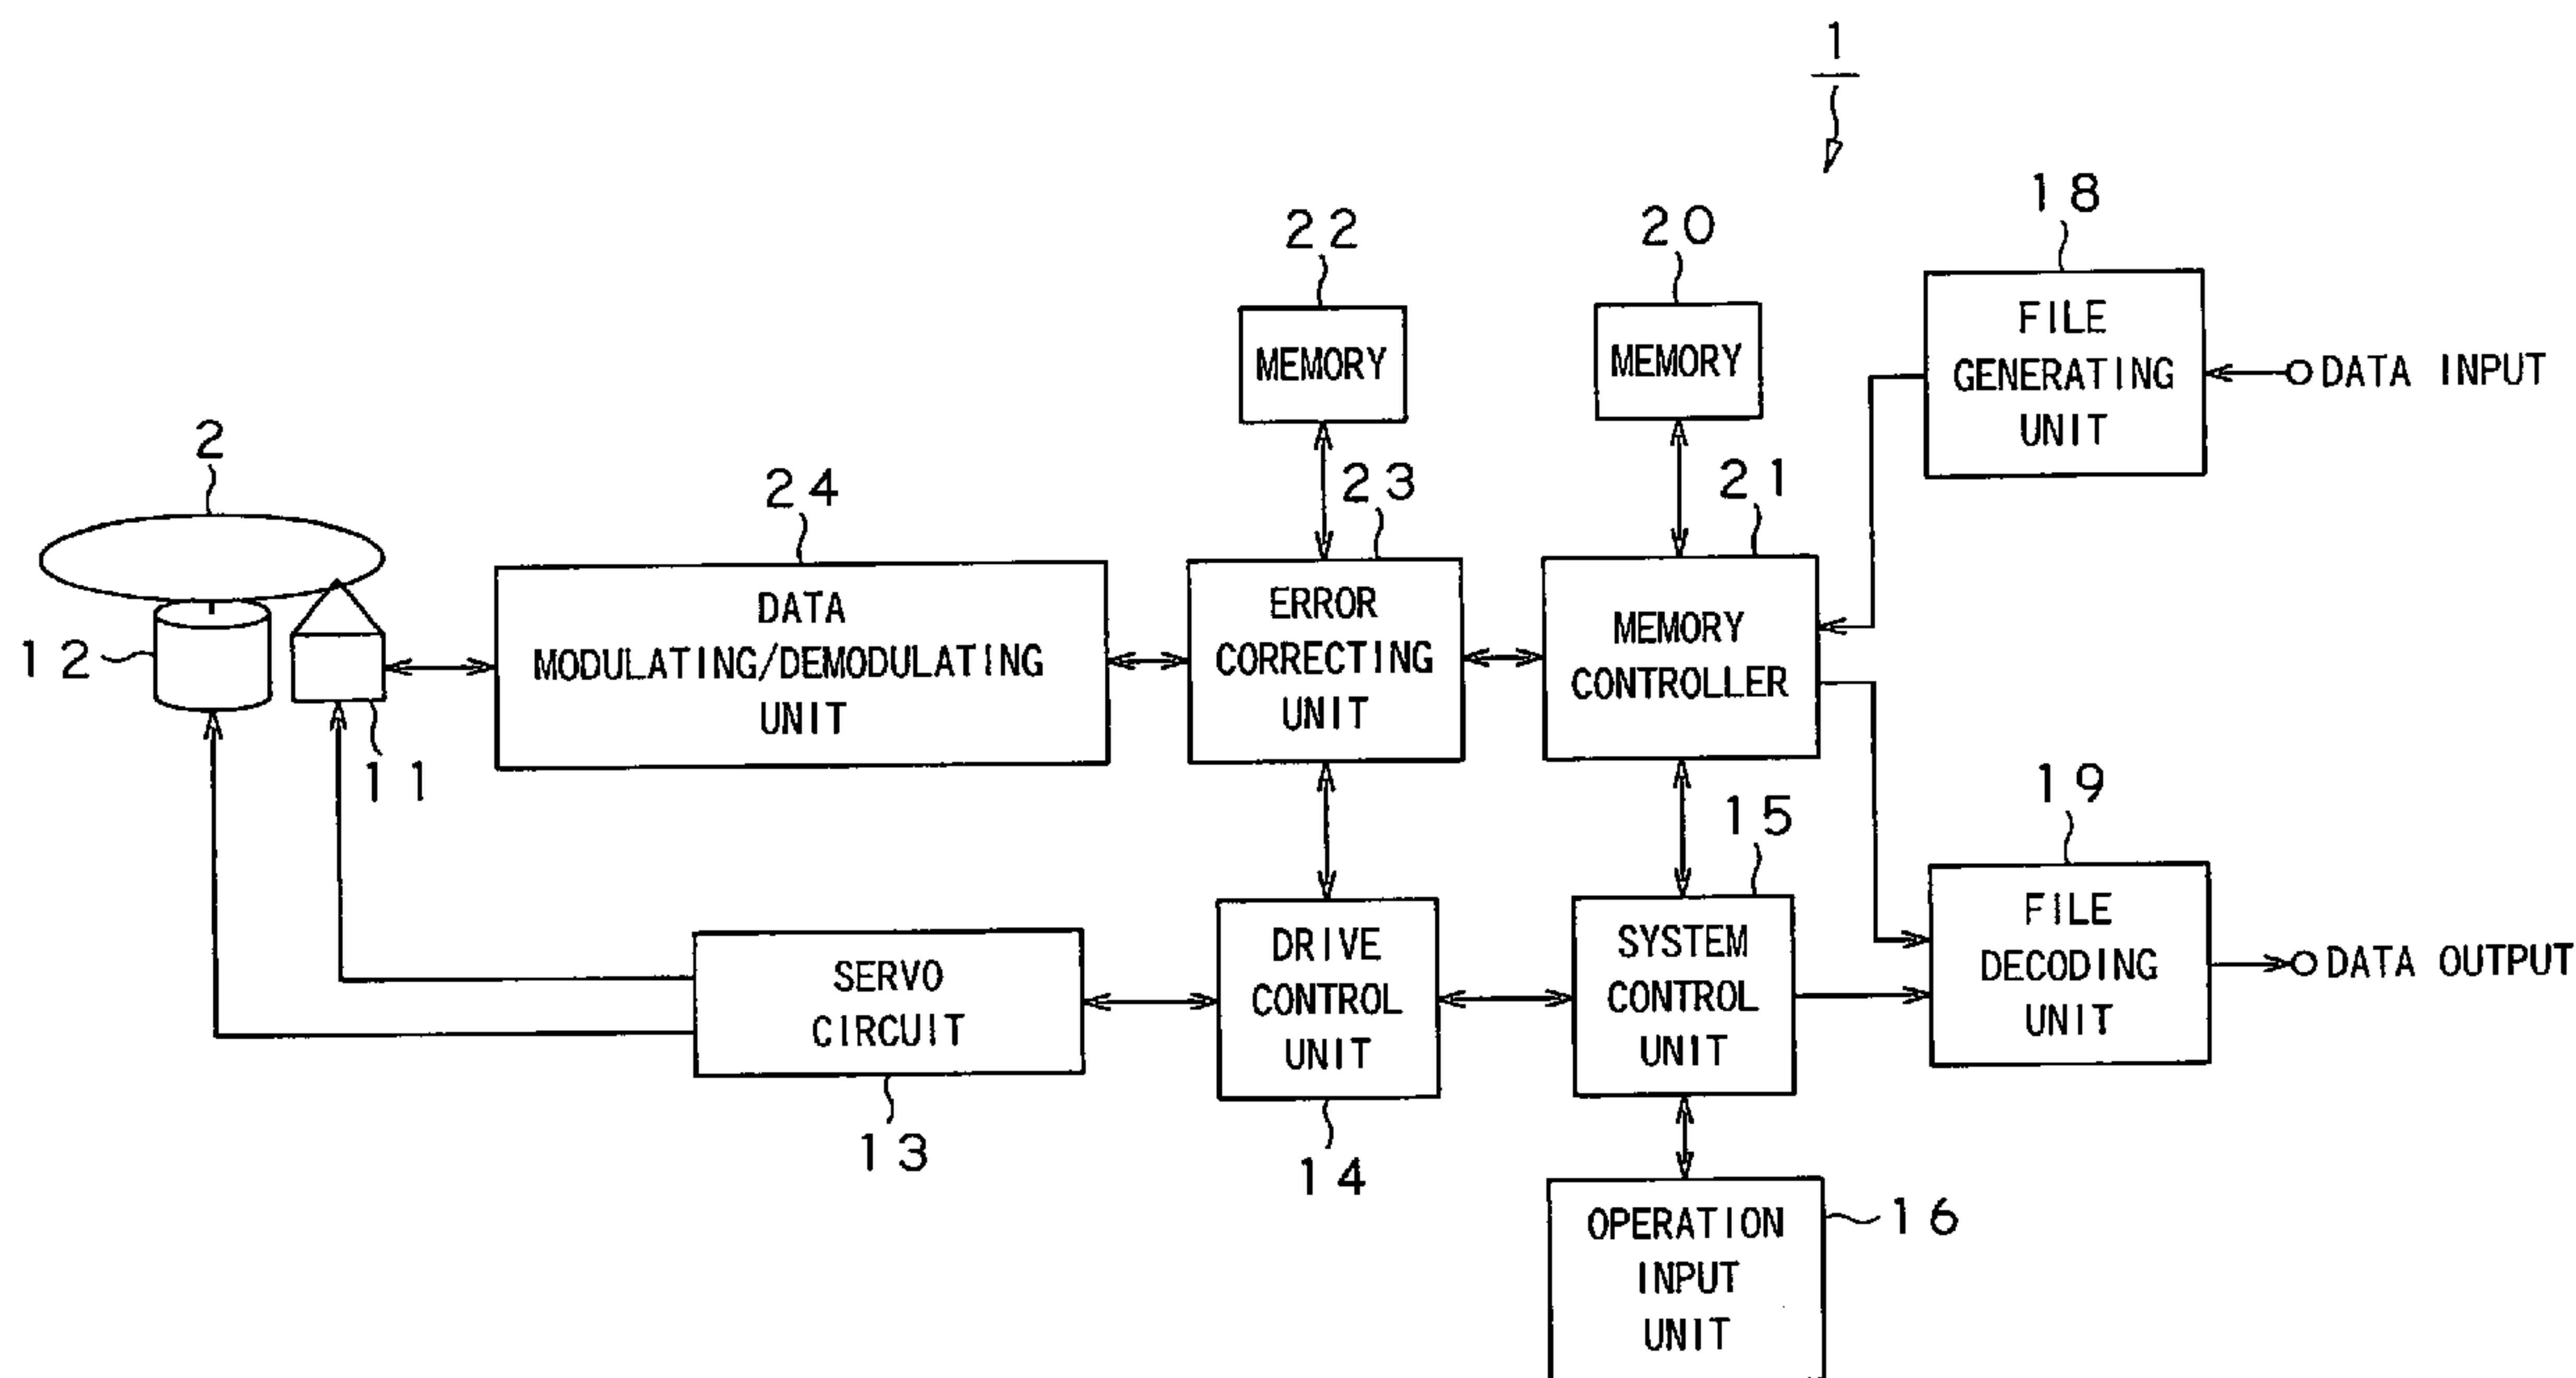 1
18
22
20
FILE
GENERATING
UNIT
DATA INPUT
MEMORY
MEMORY
2
24
23
21
DATA
MODULATING/DEMODULATING
UNIT
ERROR
CORRECTING
UNIT
MEMORY
CONTROLLER
12
11
15
19
SERVO
CIRCUIT
DRIVE
CONTROL
UNIT
SYSTEM
CONTROL
UNIT
FILE
DECODING
UNIT
DATA OUTPUT
13
14
OPERATION
INPUT
UNIT
16